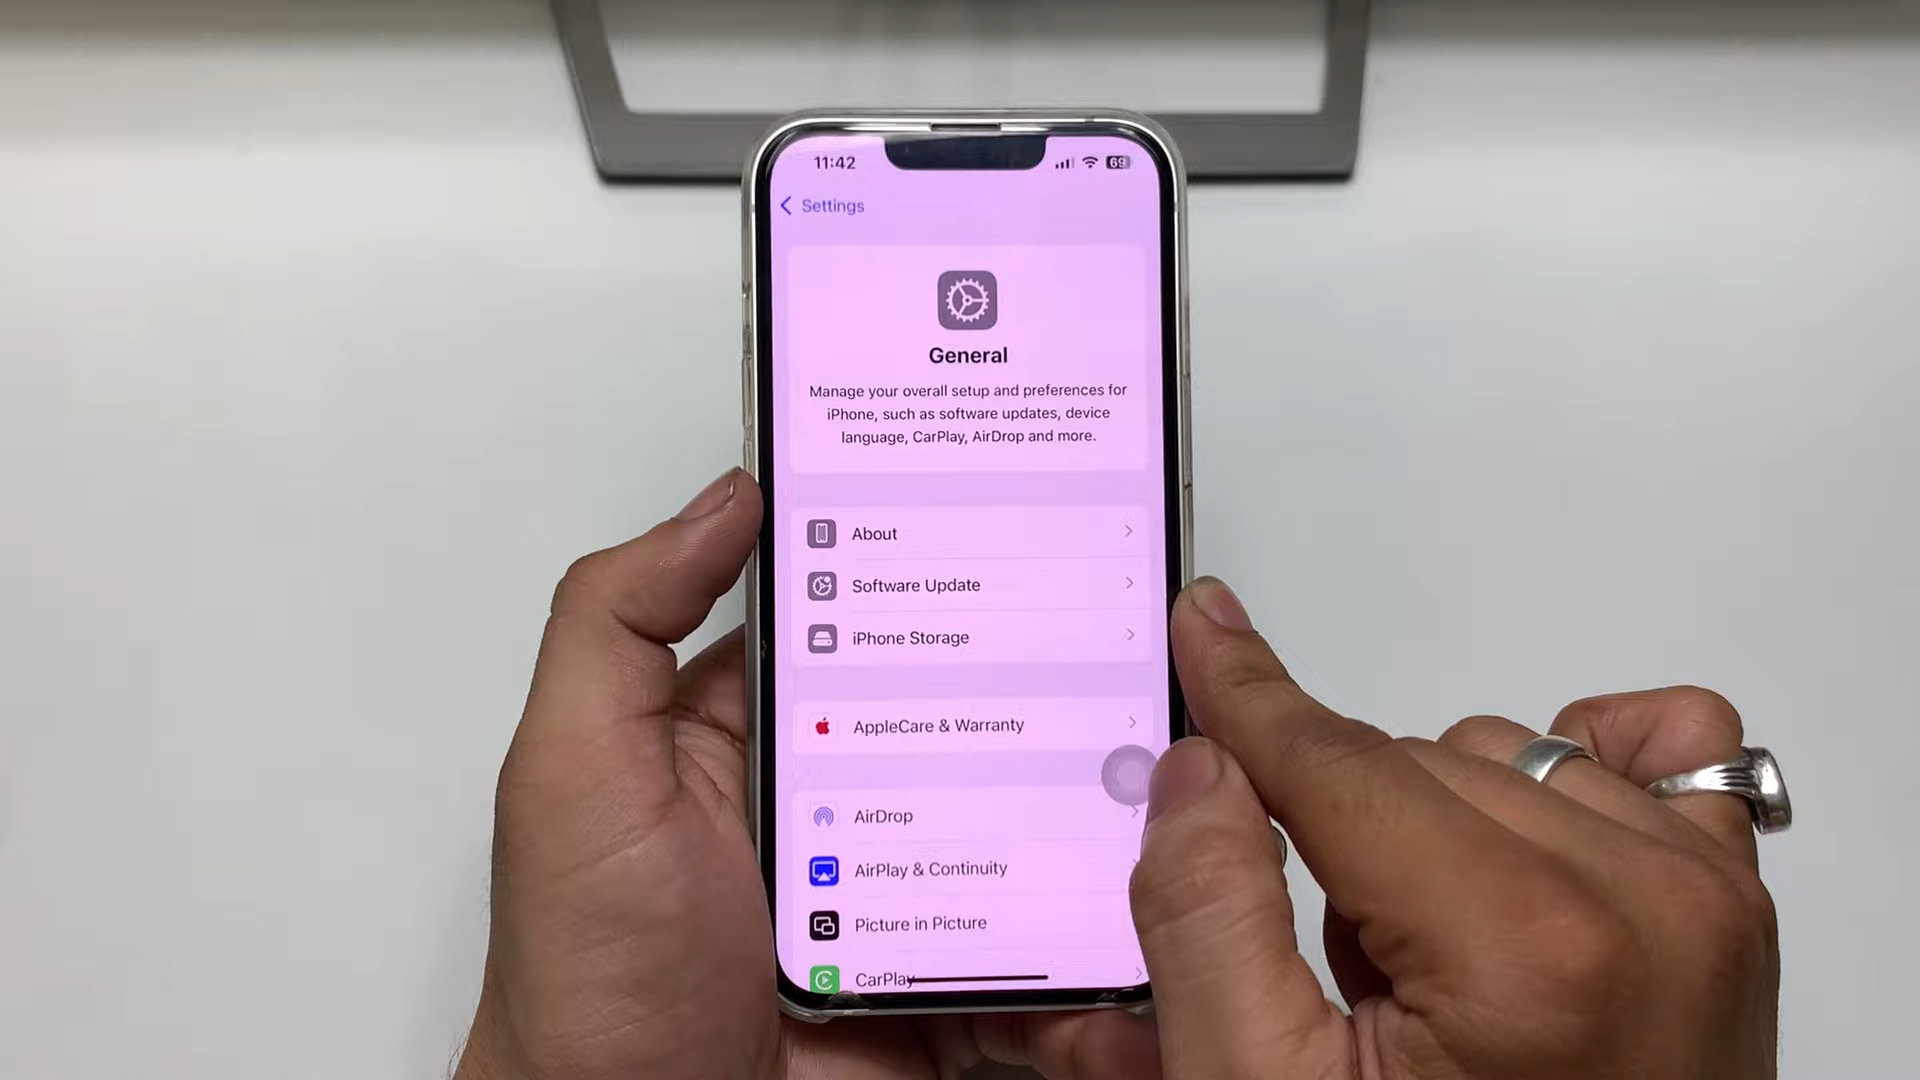 11:42
69
Settings
General
Manage your overall setup and preferences for
iPhone, such as software updates, device
language, CarPlay, AirDrop and more.
About
Software Update
iPhone Storage
AppleCare & Warranty
AirDrop
AirPlay & Continuity
Picture in Picture
CarPlay